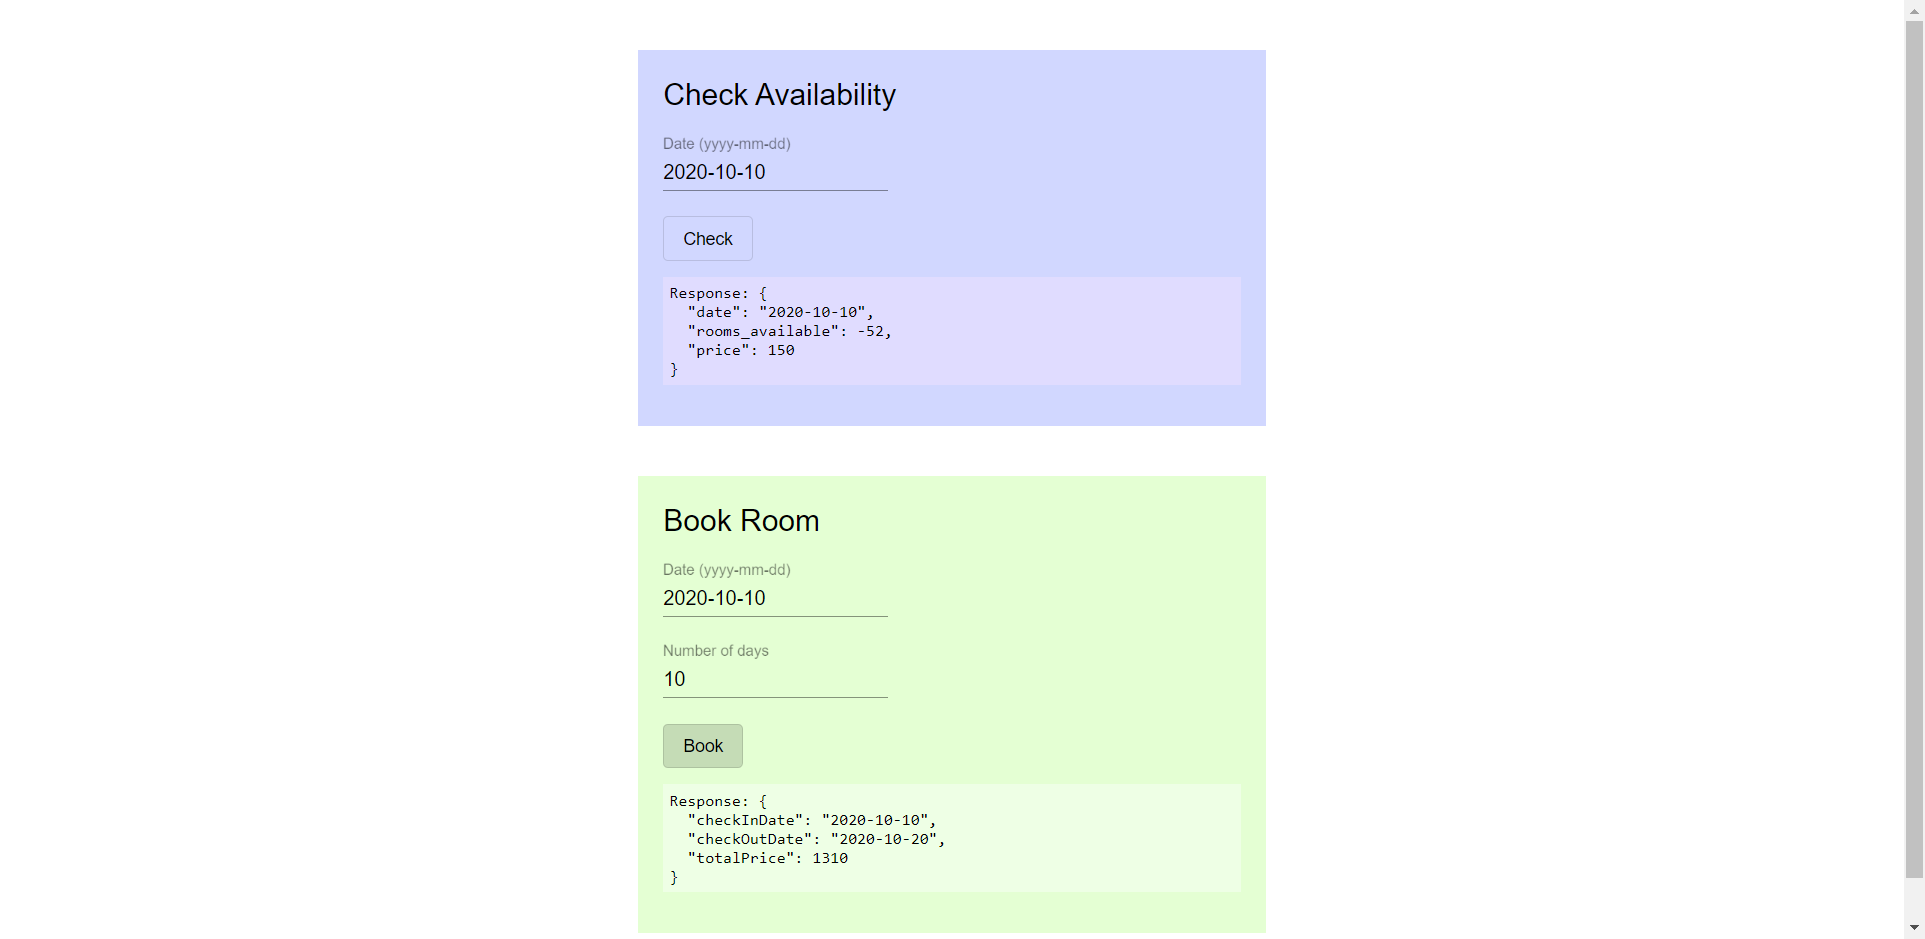 Check Availability
Date (yyyy-mm-dd)
2020-10-10
Check
Response: {
  "date": "2020-10-10",
  "rooms_available": -52,
  "price": 150
}
Book Room
Date (yyyy-mm-dd)
2020-10-10
Number of days
10
Book
Response: {
  "checkInDate": "2020-10-10",
  "checkOutDate": "2020-10-20",
  "totalPrice": 1310
}